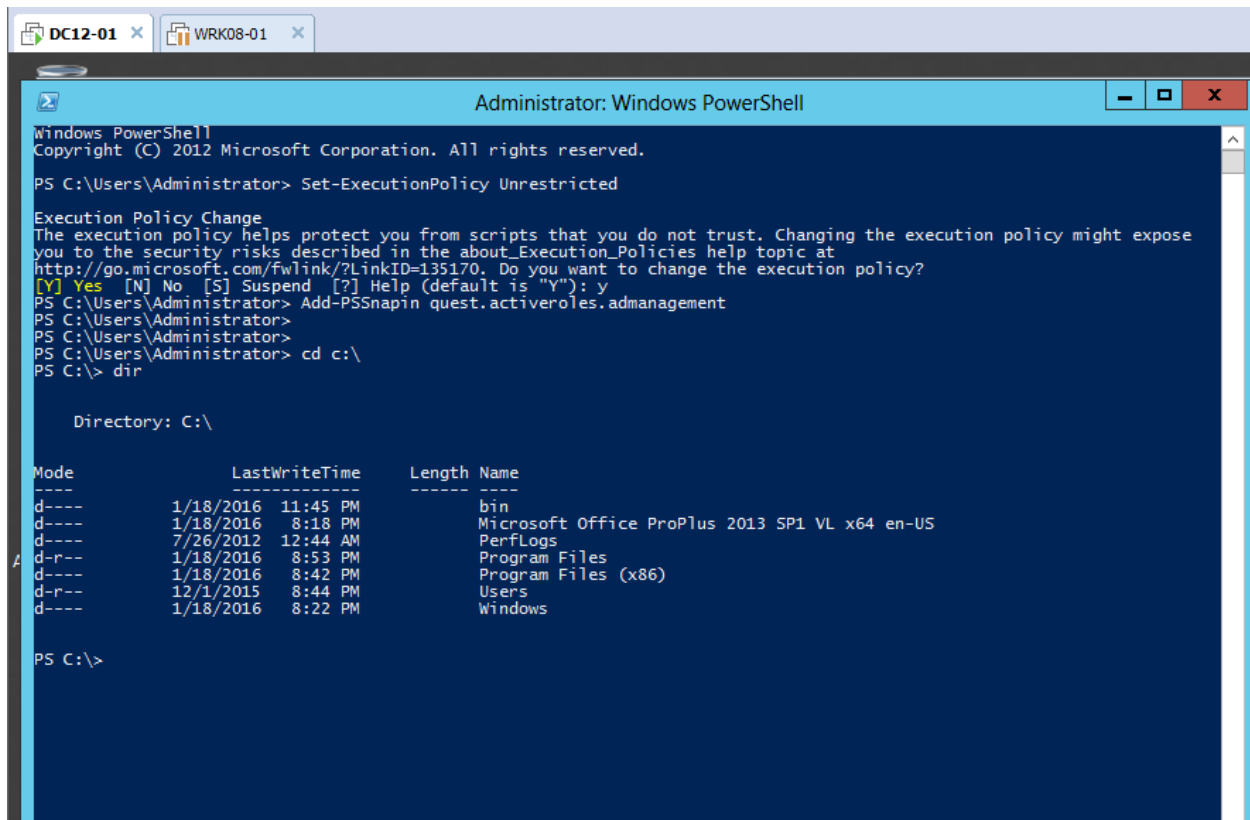 DC12-01 × WRK08-01 ×
Administrator: Windows PowerShell
Windows PowerShell
Copyright (C) 2012 Microsoft Corporation. All rights reserved.
PS C:\Users\Administrator> Set-ExecutionPolicy Unrestricted
Execution Policy Change
The execution policy helps protect you from scripts that you do not trust. Changing the execution policy might expose
you to the security risks described in the about_Execution_Policies help topic at
http://go.microsoft.com/fwlink/?LinkID=135170. Do you want to change the execution policy?
[Y] Yes  [N] No  [S] Suspend  [?] Help (default is "Y"): y
PS C:\Users\Administrator> Add-PSSnapin quest.activeroles.admanagement
PS C:\Users\Administrator>
PS C:\Users\Administrator>
PS C:\Users\Administrator> cd c:\
PS C:\> dir
    Directory: C:\
Mode                LastWriteTime     Length Name
----                -------------     ------ ----
d----         1/18/2016  11:45 PM            bin
d----         1/18/2016   8:18 PM            Microsoft Office ProPlus 2013 SP1 VL x64 en-US
d----         7/26/2012  12:44 AM            PerfLogs
d-r--         1/18/2016   8:53 PM            Program Files
d----         1/18/2016   8:42 PM            Program Files (x86)
d-r--         12/1/2015   8:44 PM            Users
d----         1/18/2016   8:22 PM            Windows
PS C:\>